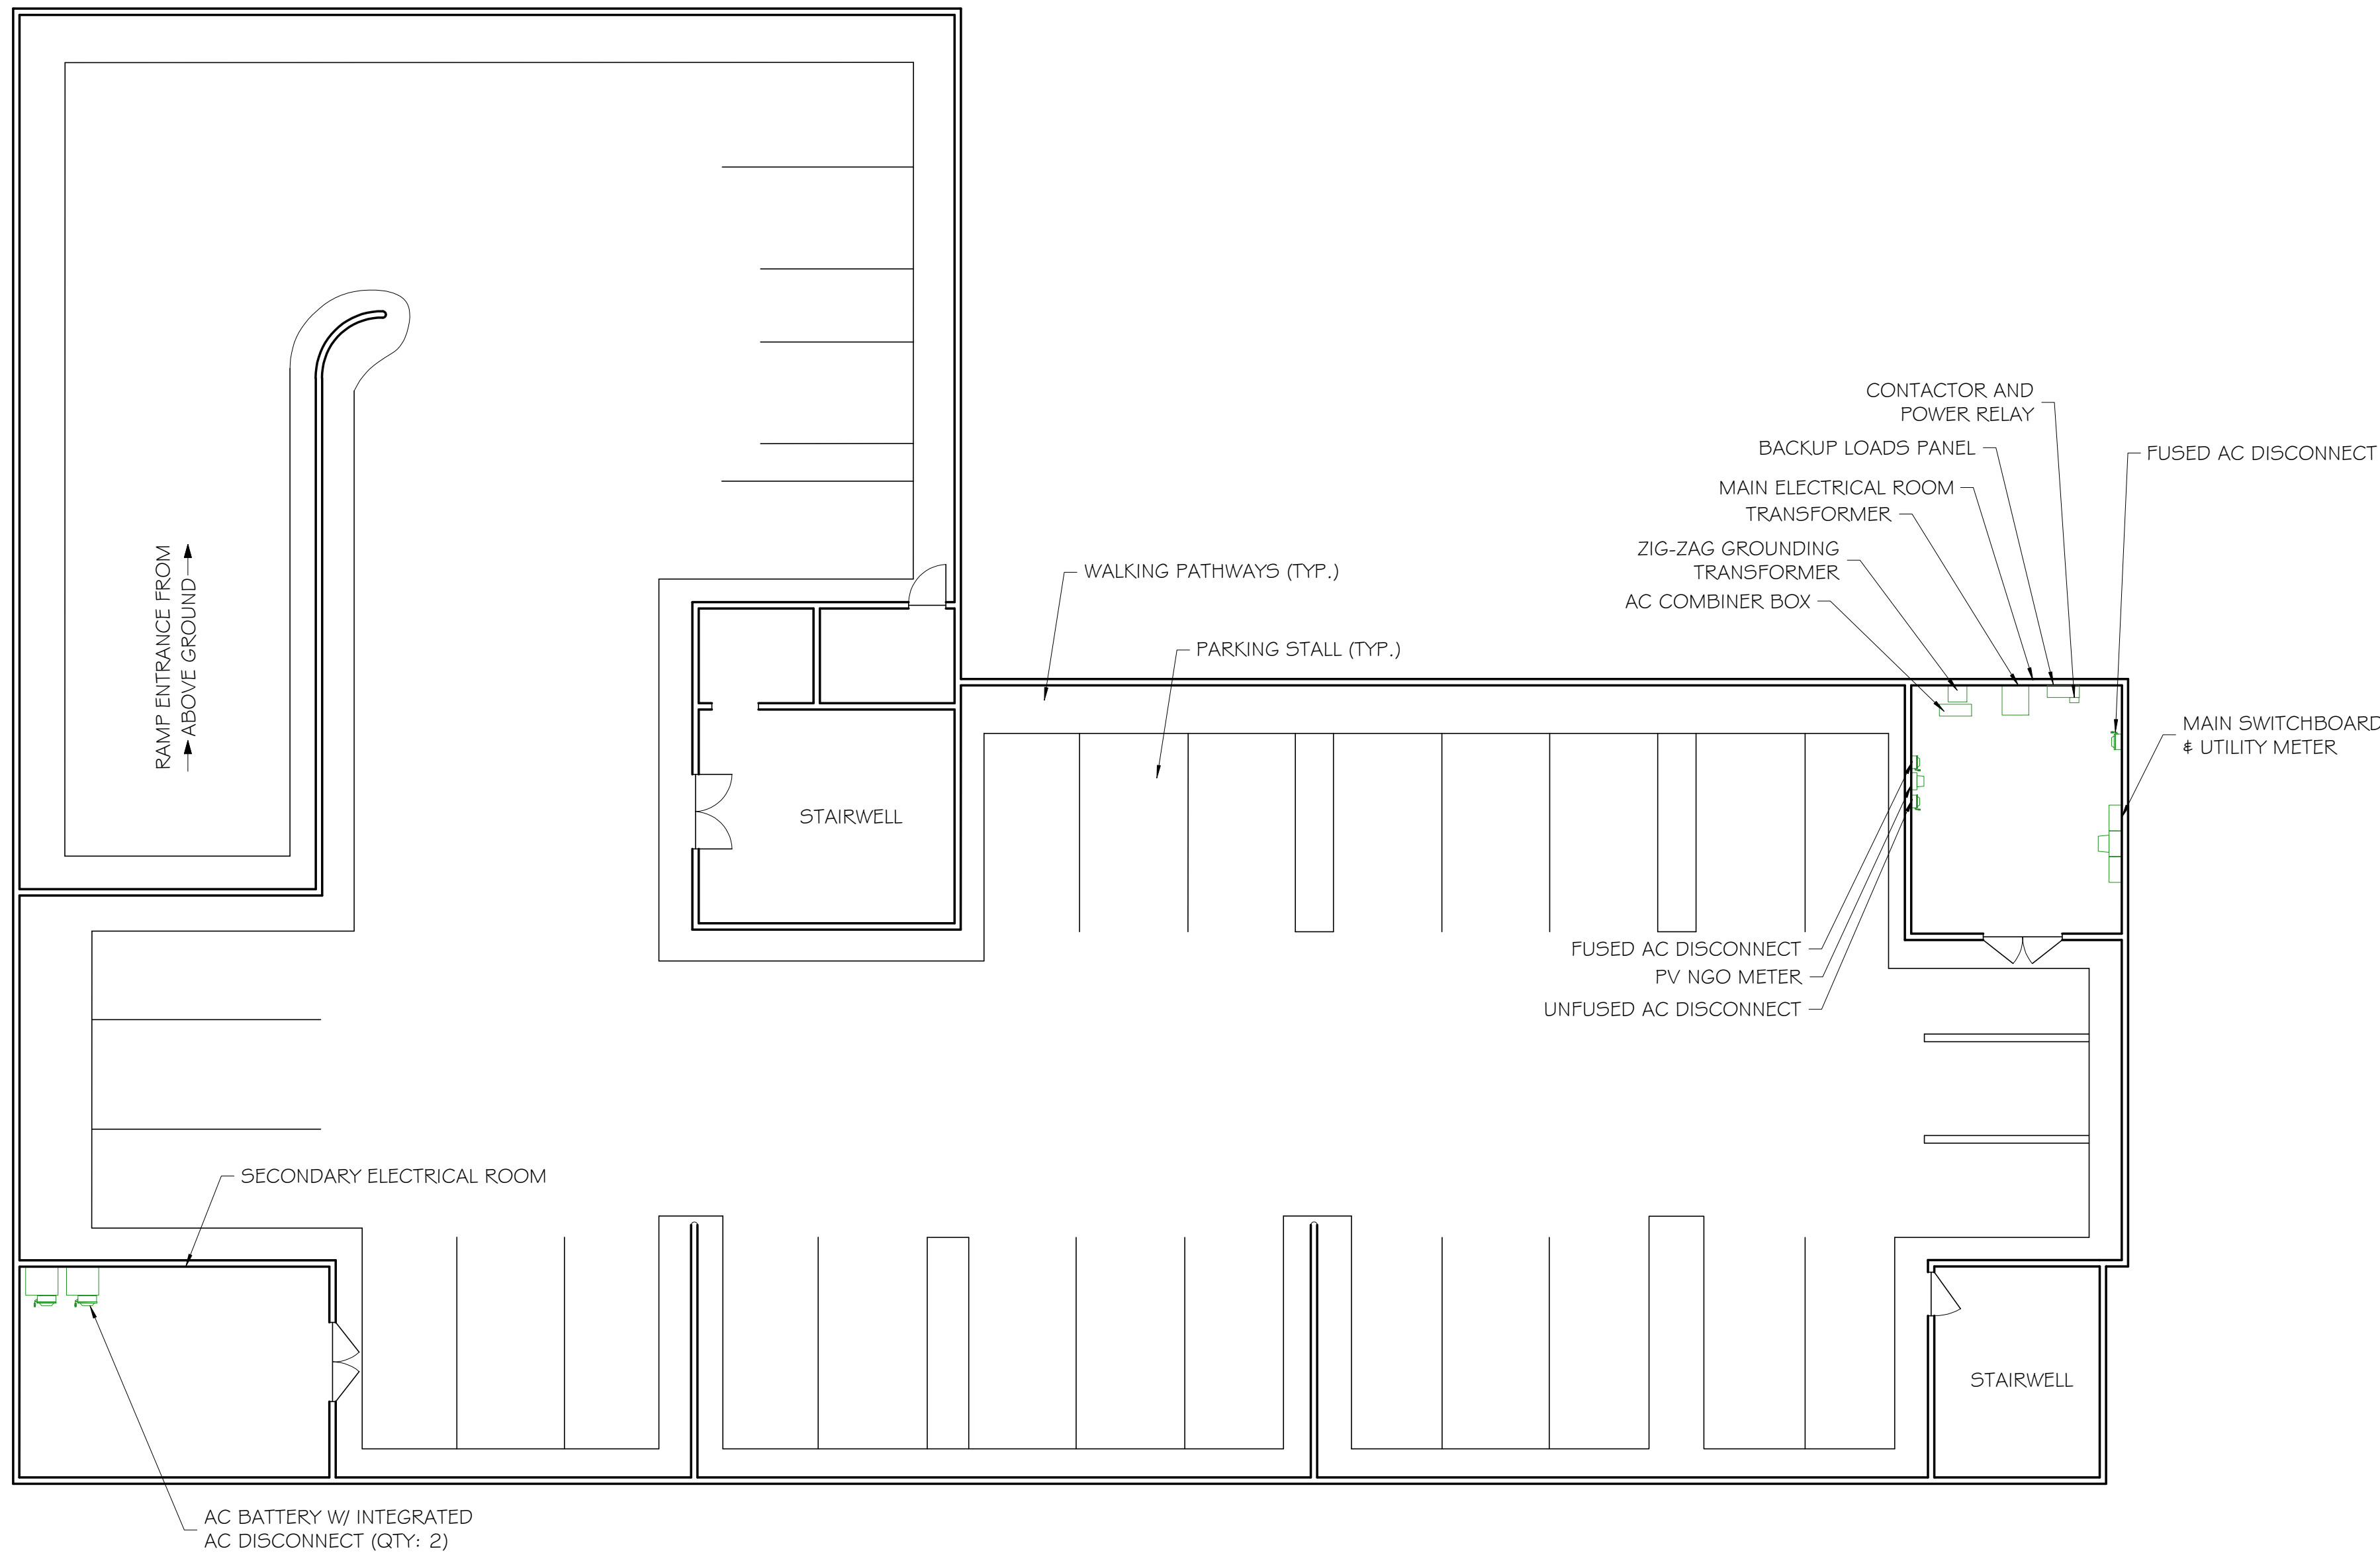 CONTACTOR AND
POWER RELAY
BACKUP LOADS PANEL
FUSED AC DISCONNECT
MAIN ELECTRICAL ROOM
TRANSFORMER
ZIG-ZAG GROUNDING
TRANSFORMER
AC COMBINER BOX
WALKING PATHWAYS (TYP.)
PARKING STALL (TYP.)
RAMP ENTRANCE FROM
ABOVE GROUND
MAIN SWITCHBOARD
& UTILITY METER
STAIRWELL
FUSED AC DISCONNECT
PV NGO METER
UNFUSED AC DISCONNECT
SECONDARY ELECTRICAL ROOM
STAIRWELL
AC BATTERY W/ INTEGRATED
AC DISCONNECT (QTY: 2)